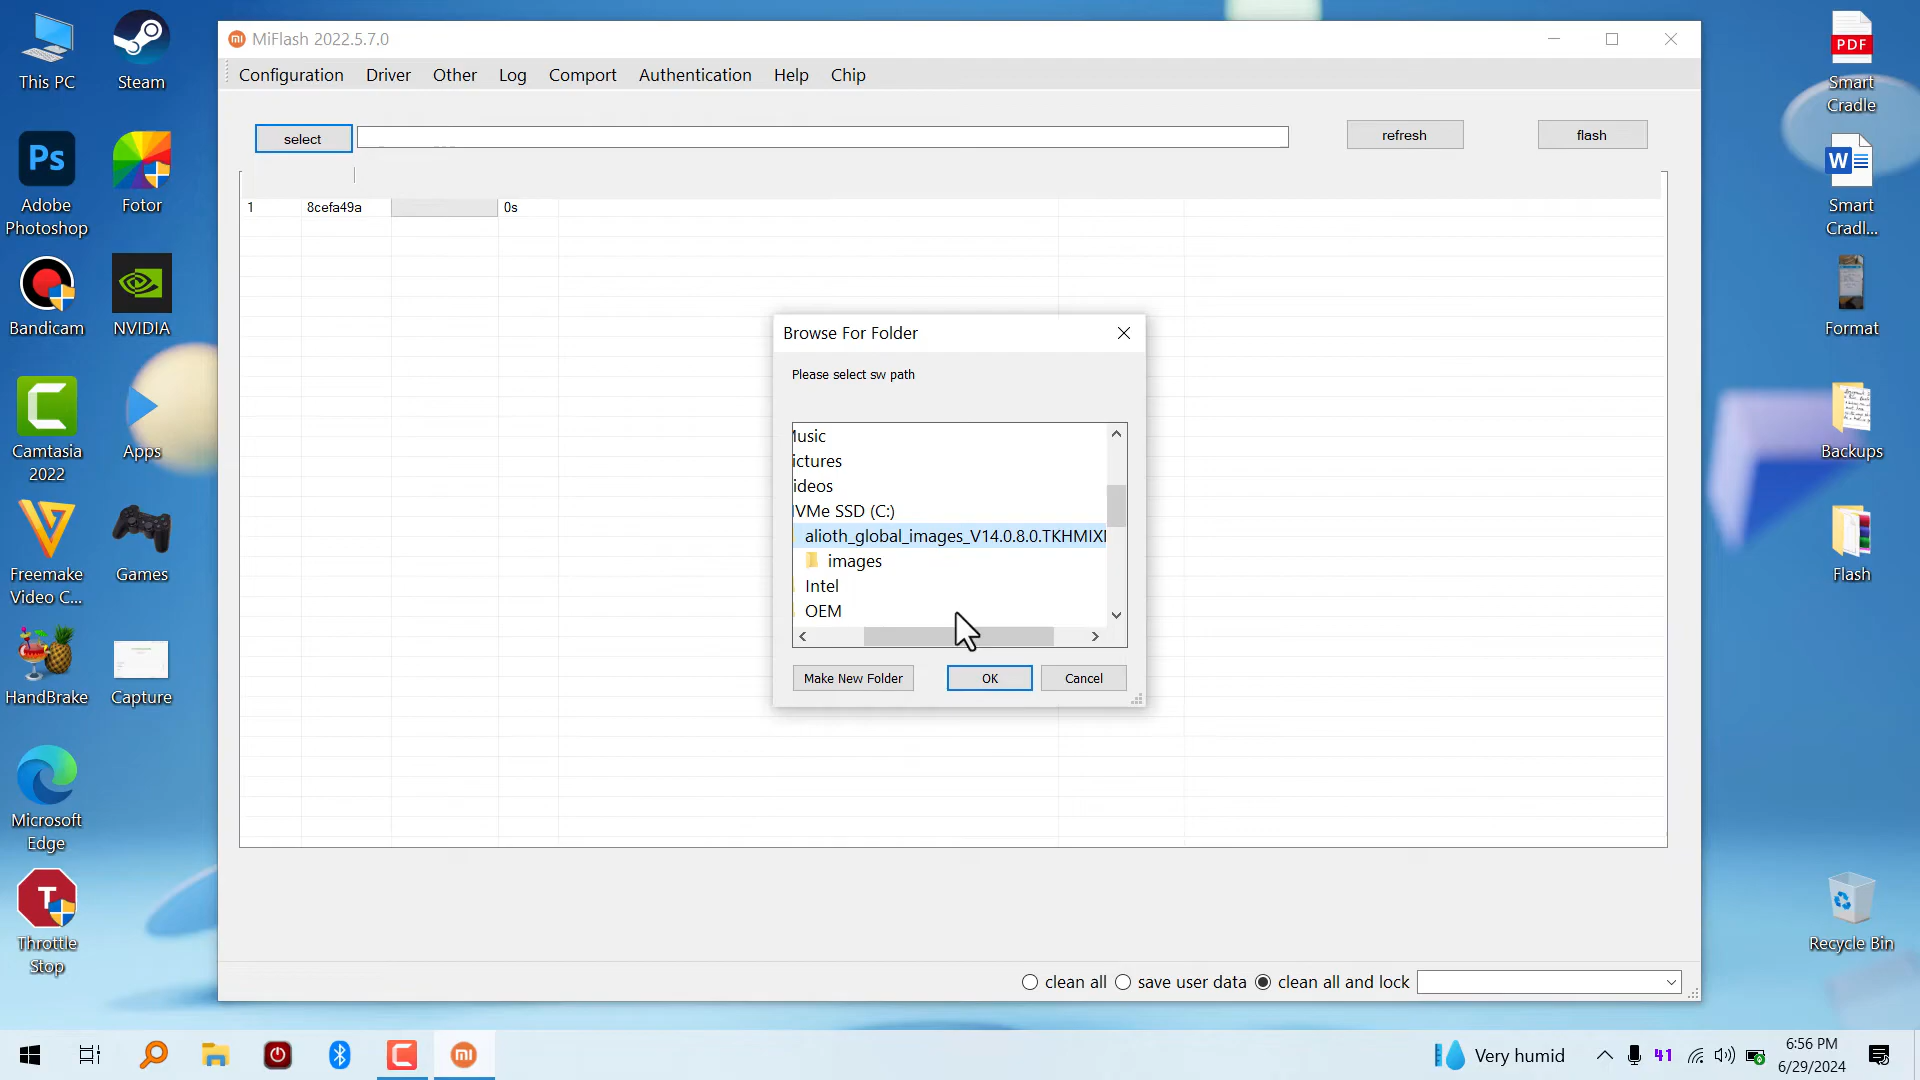 This PC
Steam
Adobe
Photoshop
Fotor
Bandicam
NVIDIA
Camtasia
2022
Apps
Freemake
Video C...
Games
HandBrake
Capture
Microsoft
Edge
Throttle
Stop
MiFlash 2022.5.7.0
Configuration Driver Other Log Comport Authentication Help Chip
select
refresh
flash
1 8cefa49a 0s
Browse For Folder
Please select sw path
ictures
ideos
VMe SSD (C:)
alioth_global_images_V14.0.8.0.TKHMIX
images
Intel
OEM
Make New Folder OK Cancel
clean all save user data clean all and lock
PDF
Smart
Cradle
Smart
Cradl...
Format
Backups
Flash
Recycle Bin
Very humid
41
6:56 PM
6/29/2024
Ps
W
T
mi